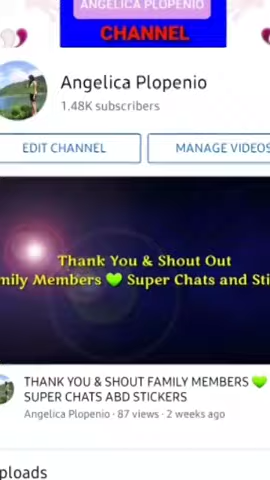 ANGELICA PLOPENIO
CHANNEL
Angelica Plopenio
1.48K subscribers
EDIT CHANNEL
MANAGE VIDEOS
Thank You & Shout Out
mily Members 💚 Super Chats and Sti
THANK YOU & SHOUT FAMILY MEMBERS 💚
SUPER CHATS ABD STICKERS
Angelica Plopenio · 87 views · 2 weeks ago
ploads